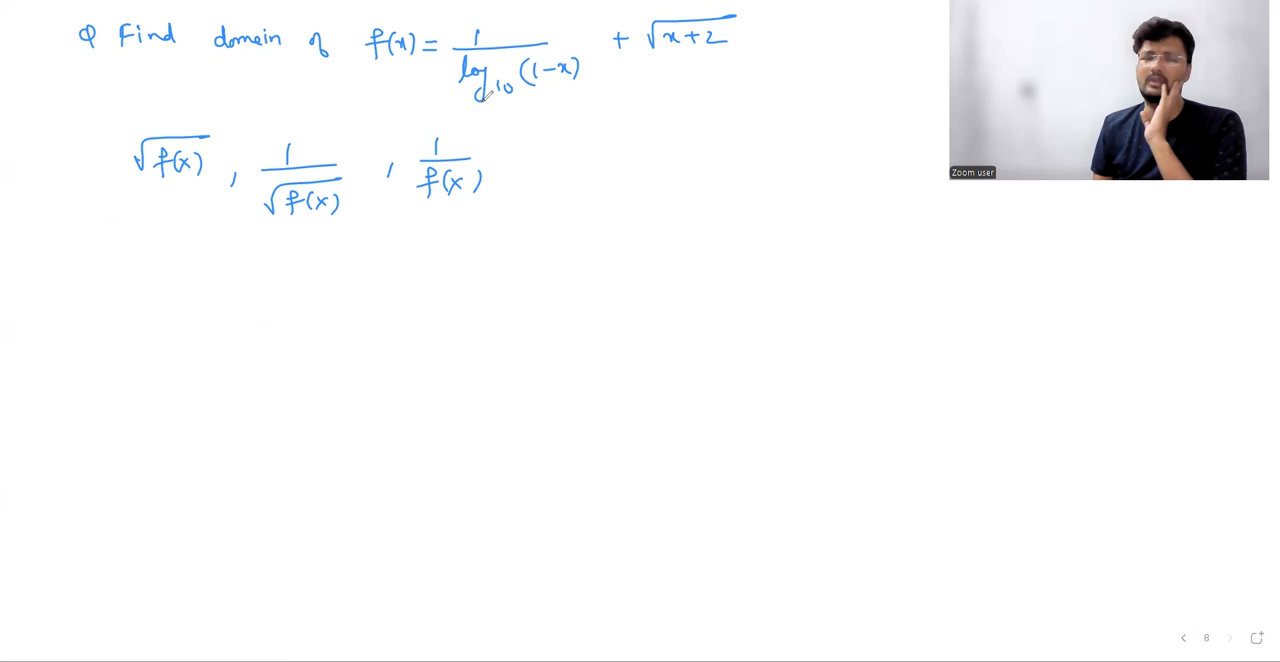 Q Find domain of f(x) = 1/log₁₀(1-x) + √(x+2)
√f(x) , 1/√f(x) , 1/f(x)
Zoom user
< 8 >